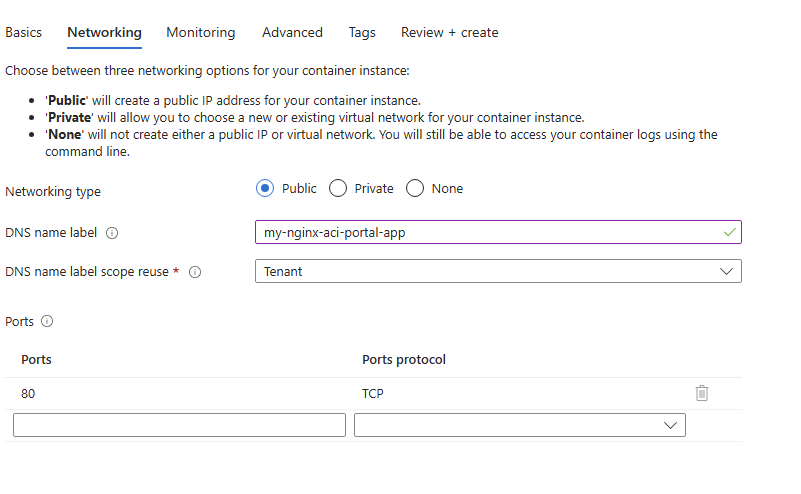 Basics Networking Monitoring Advanced Tags Review + create
Choose between three networking options for your container instance:
• 'Public' will create a public IP address for your container instance.
• 'Private' will allow you to choose a new or existing virtual network for your container instance.
• 'None' will not create either a public IP or virtual network. You will still be able to access your container logs using the
command line.
Networking type Public Private None
DNS name label my-nginx-aci-portal-app
DNS name label scope reuse * Tenant
Ports
Ports Ports protocol
80 TCP